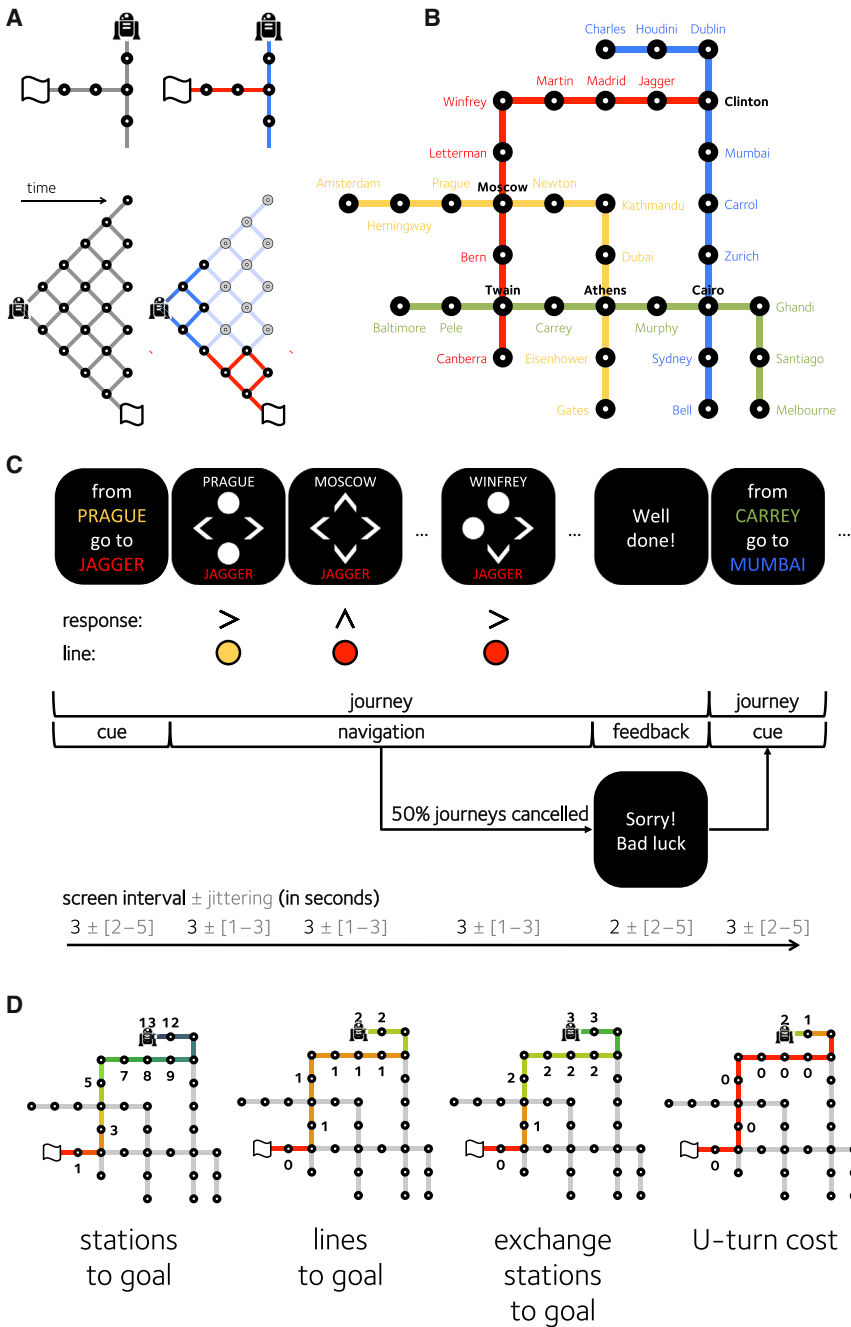 A
time
B
Charles Houdini Dublin
Martin Madrid Jagger
Winfrey Clinton
Letterman Mumbai
Amsterdam Prague Moscow Newton
Hemingway Kathmandu Carrol
Bern Dubai Zurich
Twain Athens Cairo Ghandi
Baltimore Pele Carrey Murphy
Canberra Eisenhower Sydney Santiago
Gates Bell Melbourne
C
from
PRAGUE
go to
JAGGER
PRAGUE
JAGGER
MOSCOW
JAGGER
...
WINFREY
JAGGER
...
Well
done!
from
CARREY
go to
MUMBAI
...
response: > ^ >
line:
journey journey
cue navigation feedback cue
50% journeys cancelled
Sorry!
Bad luck
screen interval ± jittering (in seconds)
3 ± [2–5] 3 ± [1–3] 3 ± [1–3] 3 ± [1–3] 2 ± [2–5] 3 ± [2–5]
D
13 12
5 7 8 9
3
1
stations
to goal
2 2
1 1 1 1
1
0
lines
to goal
3 3
2 2 2 2
1
0
exchange
stations
to goal
2 1
0 0 0 0
0
0
U-turn cost